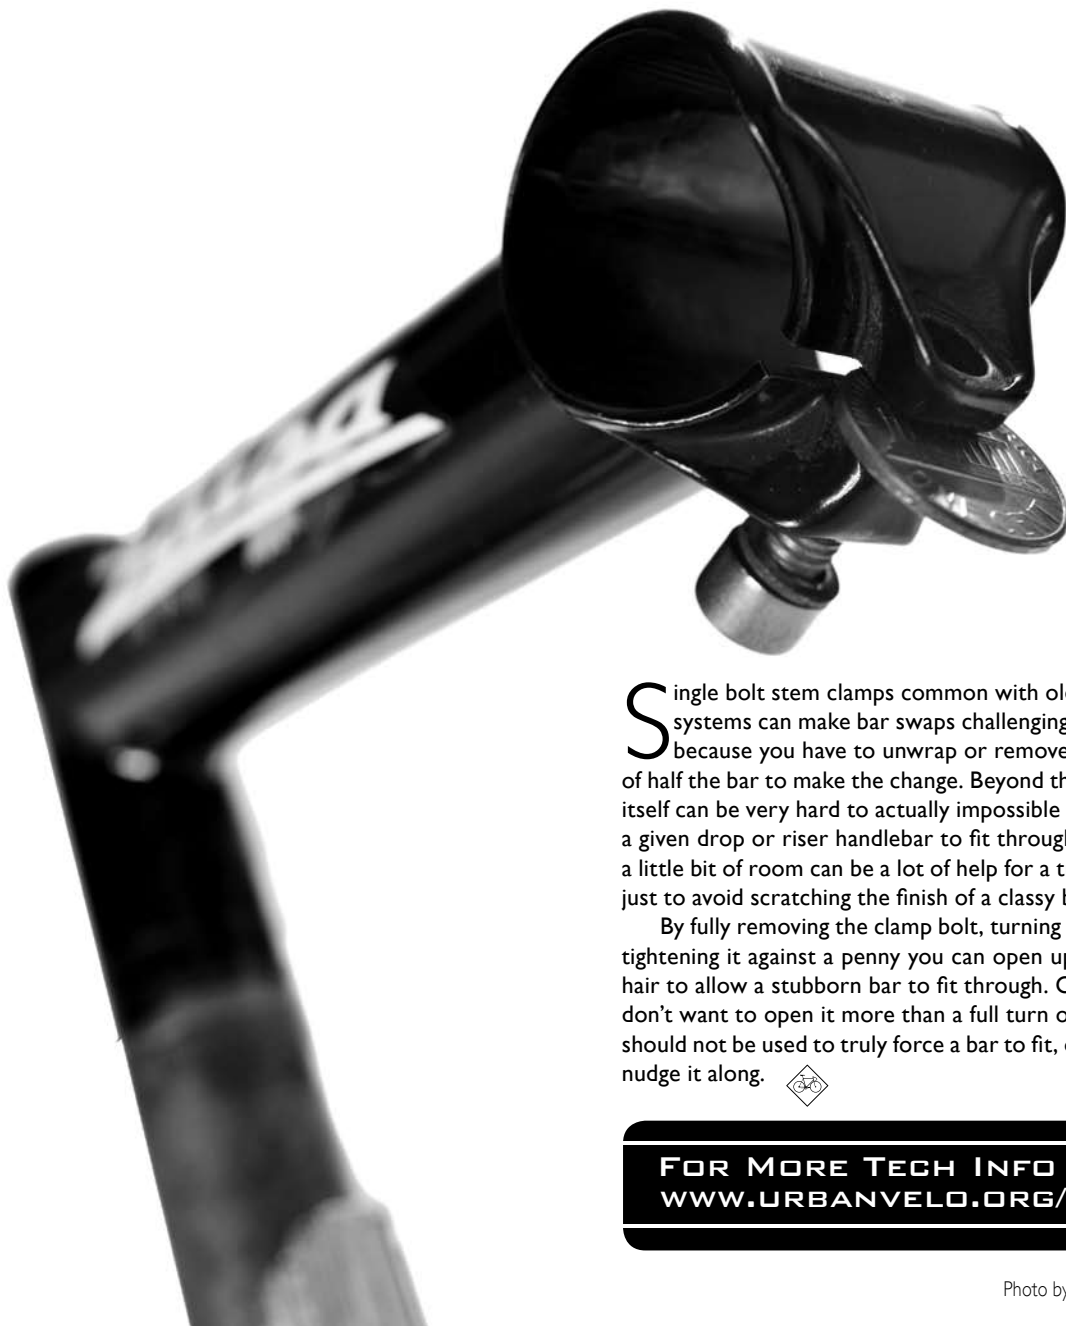 Single bolt stem clamps common with
systems can make bar swaps challenging
because you have to unwrap or remove
of half the bar to make the change. Beyond
itself can be very hard to actually impossible
a given drop or riser handlebar to fit through
a little bit of room can be a lot of help for a
just to avoid scratching the finish of a classy
By fully removing the clamp bolt, turning
tightening it against a penny you can open
hair to allow a stubborn bar to fit through.
don't want to open it more than a full turn
should not be used to truly force a bar to fit,
nudge it along.
FOR MORE TECH INFO
WWW.URBANVELO.ORG/
Photo by